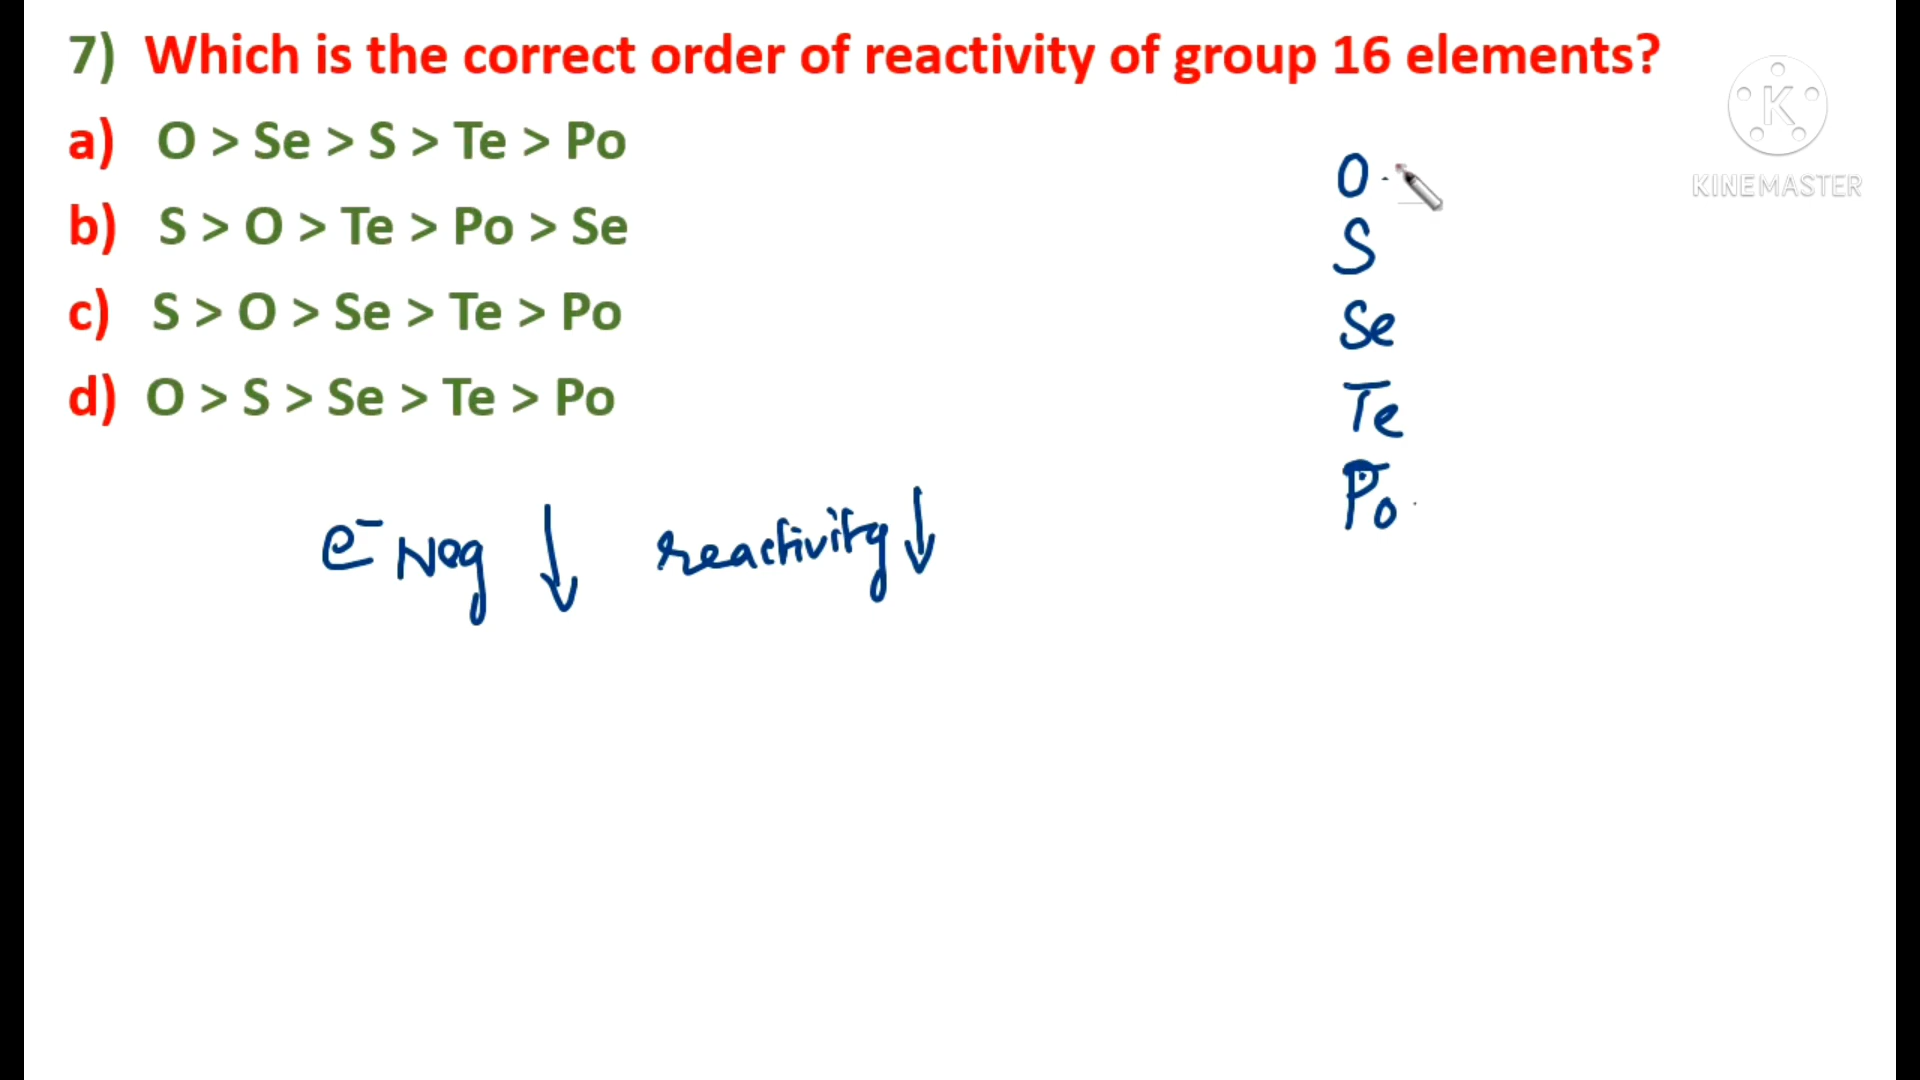 7) Which is the correct order of reactivity of group 16 elements?
a) O > Se > S > Te > Po
b) S > O > Te > Po > Se
c) S > O > Se > Te > Po
d) O > S > Se > Te > Po
O
S
Se
Te
Po
e⁻ Neg ↓ reactivity ↓
K
KINEMASTER